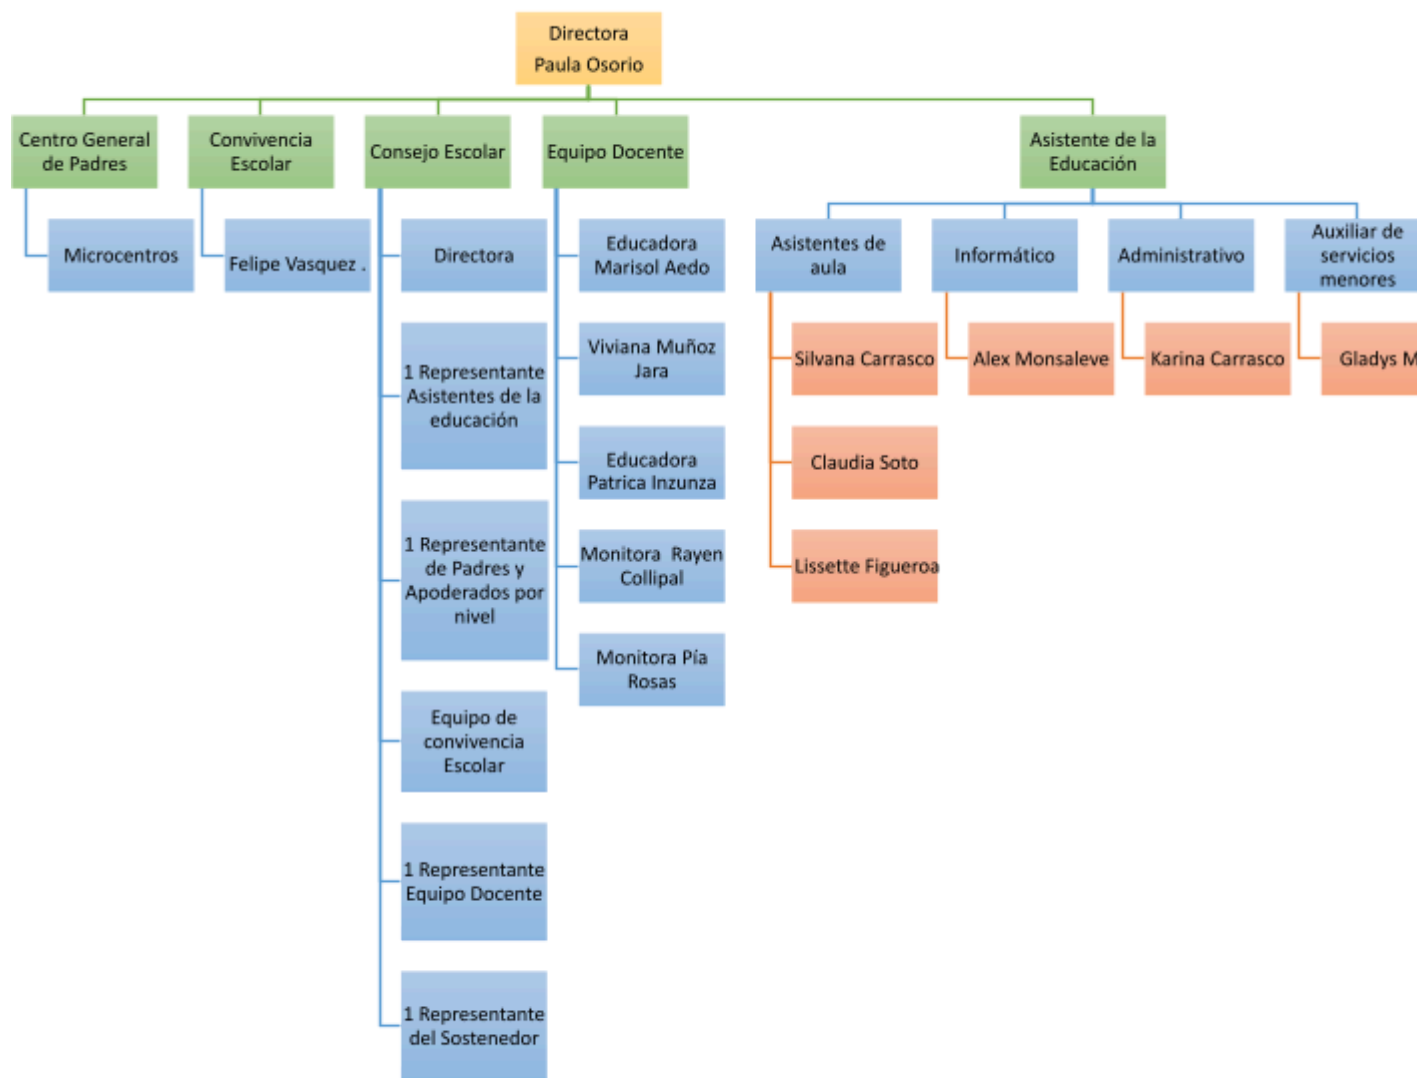 Directora
Paula Osorio
Centro General
de Padres
Convivencia
Escolar
Consejo Escolar
Equipo Docente
Asistente de la
Educación
Microcentros
Felipe Vasquez .
Directora
1 Representante
Asistentes de la
educación
1 Representante
de Padres y
Apoderados por
nivel
Equipo de
convivencia
Escolar
1 Representante
Equipo Docente
1 Representante
del Sostenedor
Educadora
Marisol Aedo
Viviana Muñoz
Jara
Educadora
Patrica Inzunza
Monitora Rayen
Collipal
Monitora Pía
Rosas
Asistentes de
aula
Silvana Carrasco
Claudia Soto
Lissette Figueroa
Informático
Alex Monsaleve
Administrativo
Karina Carrasco
Auxiliar de
servicios
menores
Gladys M